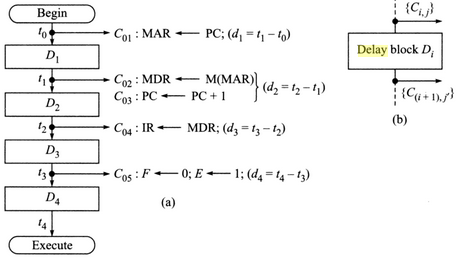 Begin
t₀
C₀₁ : MAR ← PC; (d₁ = t₁ − t₀)
D₁
t₁
C₀₂ : MDR ← M(MAR)
C₀₃ : PC ← PC + 1
} (d₂ = t₂ − t₁)
D₂
t₂
C₀₄ : IR ← MDR; (d₃ = t₃ − t₂)
D₃
t₃
C₀₅ : F ← 0; E ← 1; (d₄ = t₄ − t₃)
D₄
(a)
t₄
Execute
{Cᵢ,ⱼ}
Delay block Dᵢ
{C₍ᵢ₊₁₎,ⱼ′}
(b)